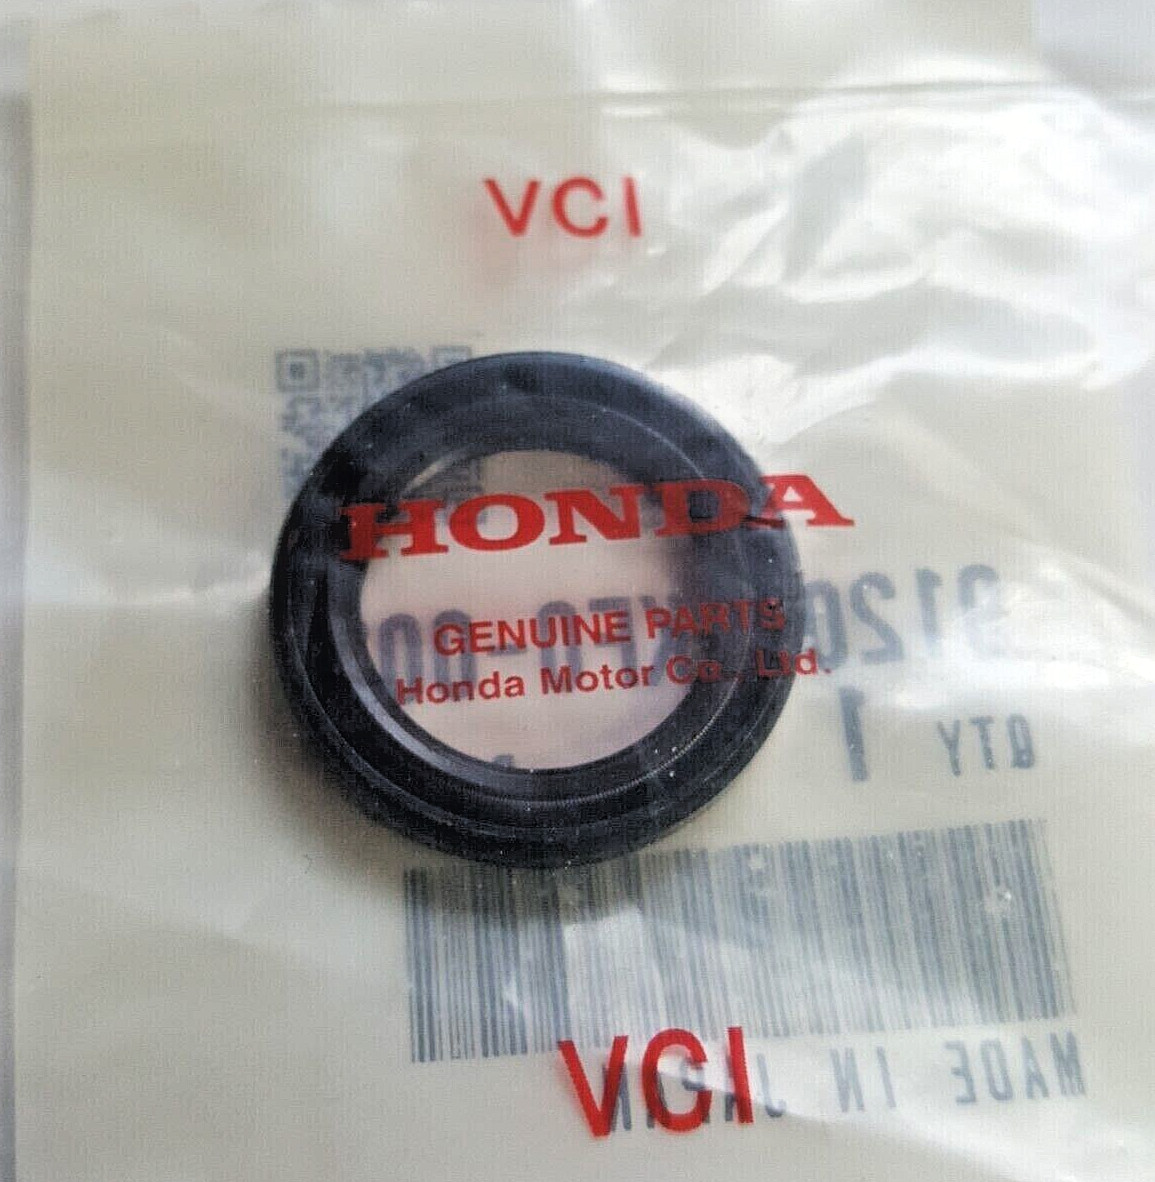 VCI
HONDA
GENUINE PARTS
Honda Motor Co., Ltd.
QTY 1
VCI
MADE IN JAPAN